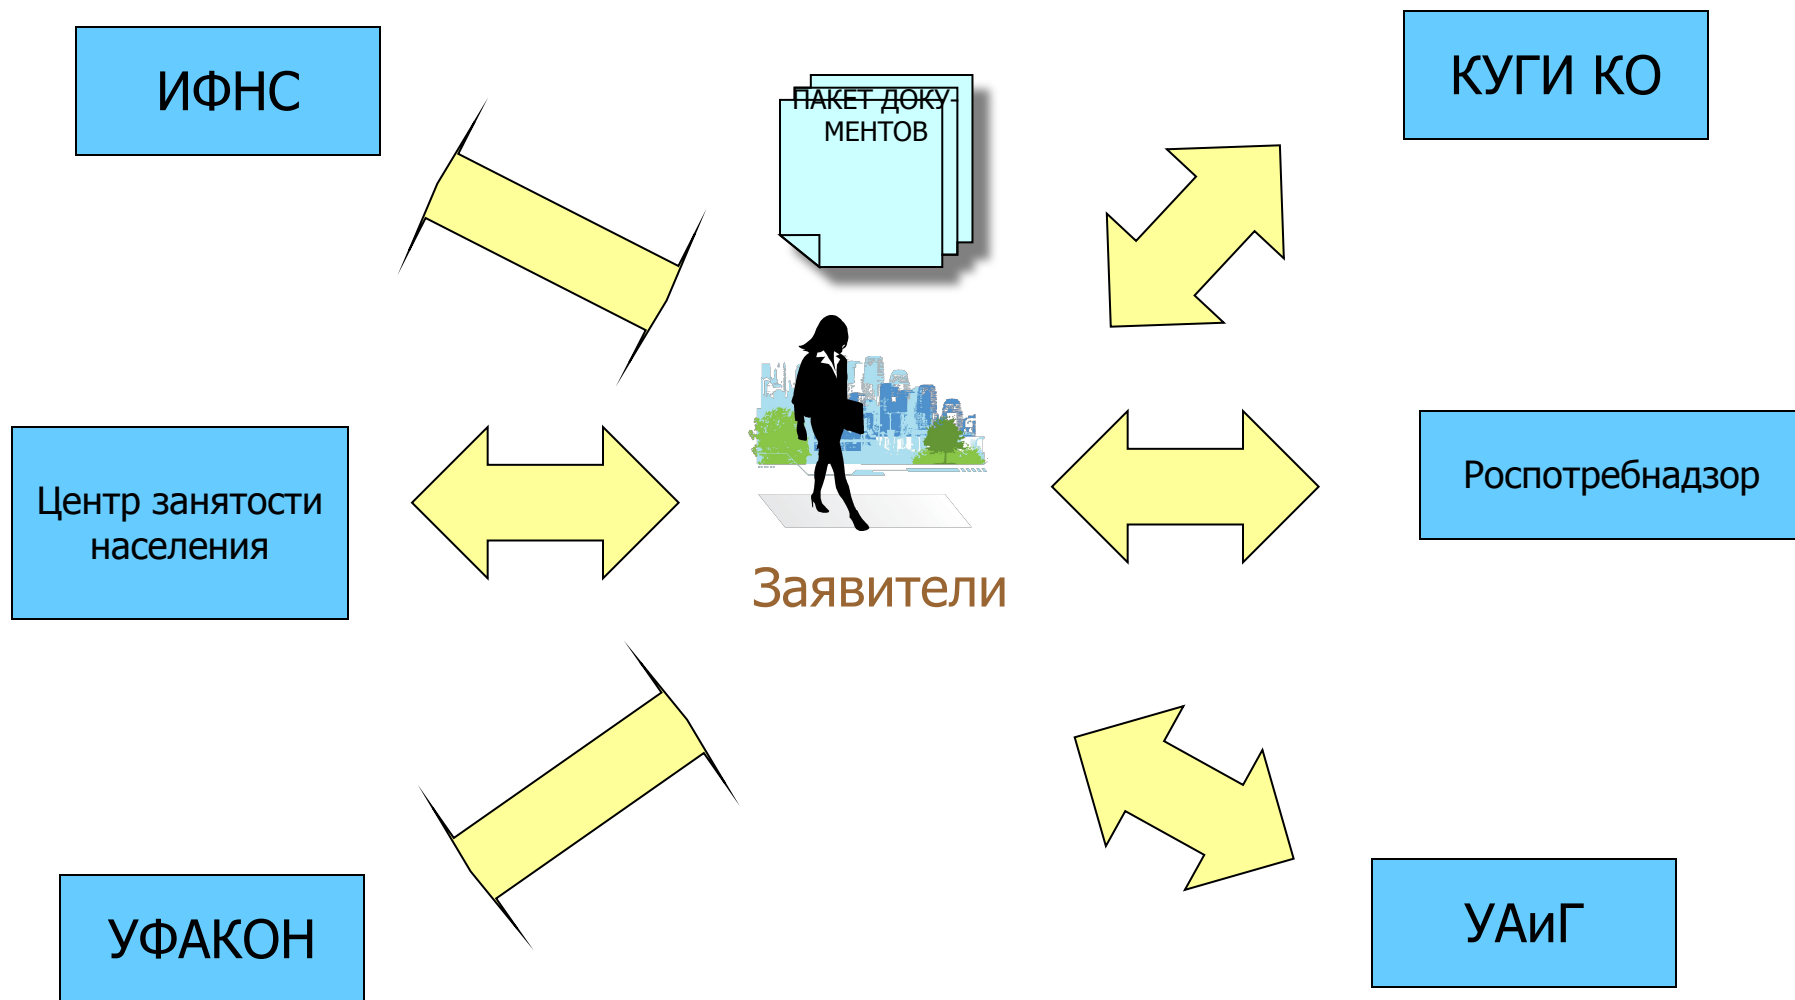 ИФНС
ПАКЕТ ДОКУ-
МЕНТОВ
КУГИ КО
Центр занятости
населения
Роспотребнадзор
Заявители
УФАКОН
УАиГ